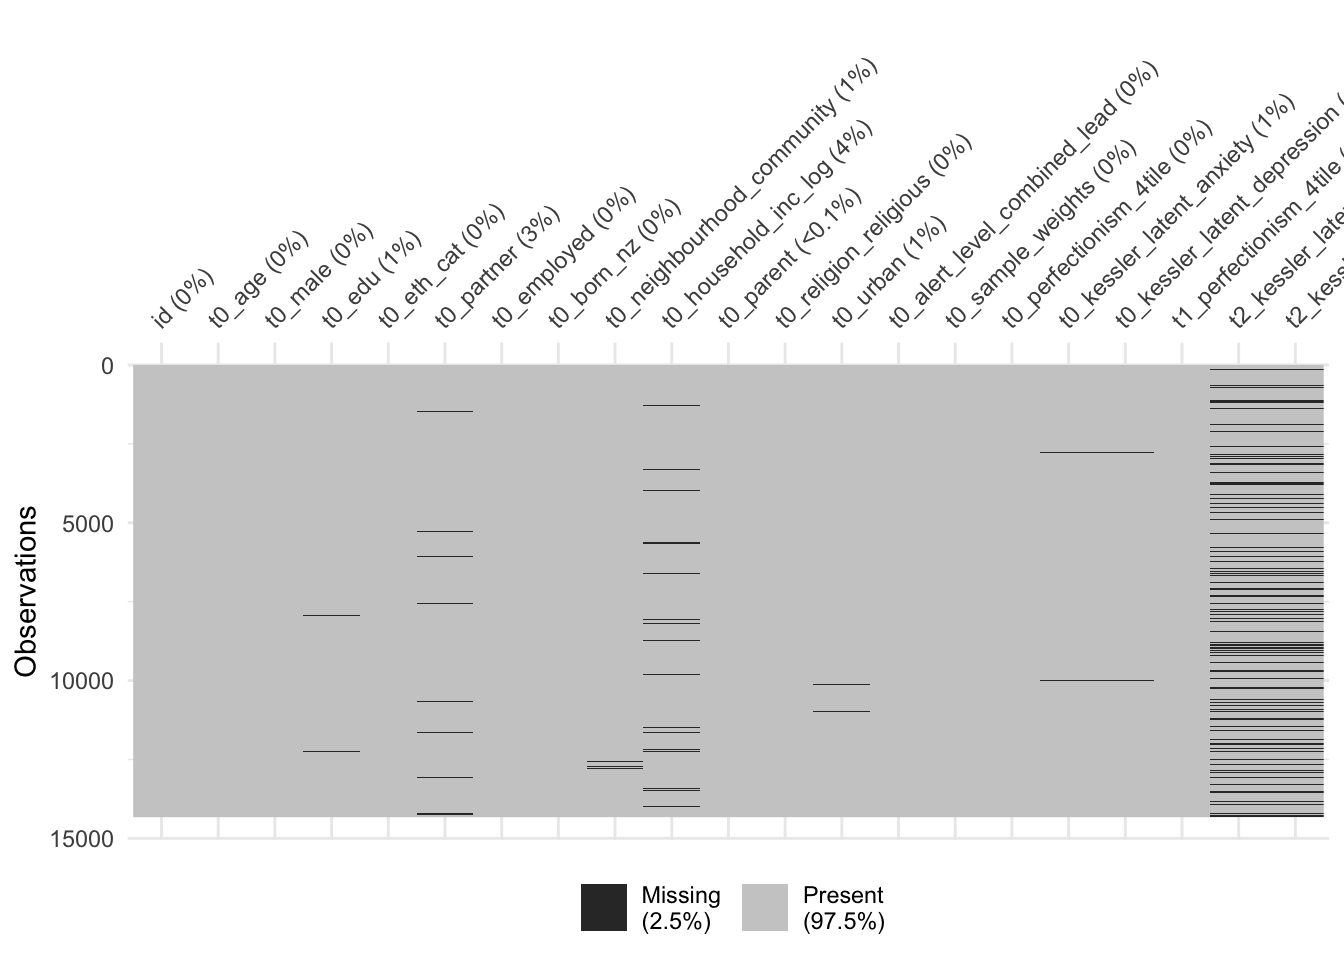 id (0%)
t0_age (0%)
t0_male (0%)
t0_edu (1%)
t0_eth_cat (0%)
t0_partner (3%)
t0_employed (0%)
t0_born_nz (0%)
t0_neighbourhood_community (1%)
t0_household_inc_log (4%)
t0_parent (<0.1%)
t0_religion_religious (0%)
t0_urban (1%)
t0_alert_level_combined_lead (0%)
t0_sample_weights (0%)
t0_perfectionism_4tile (0%)
t0_kessler_latent_anxiety (1%)
t0_kessler_latent_depression (
t1_perfectionism_4tile (
t2_kessler_late
t2_kess
0
5000
10000
15000
Observations
Missing
(2.5%)
Present
(97.5%)